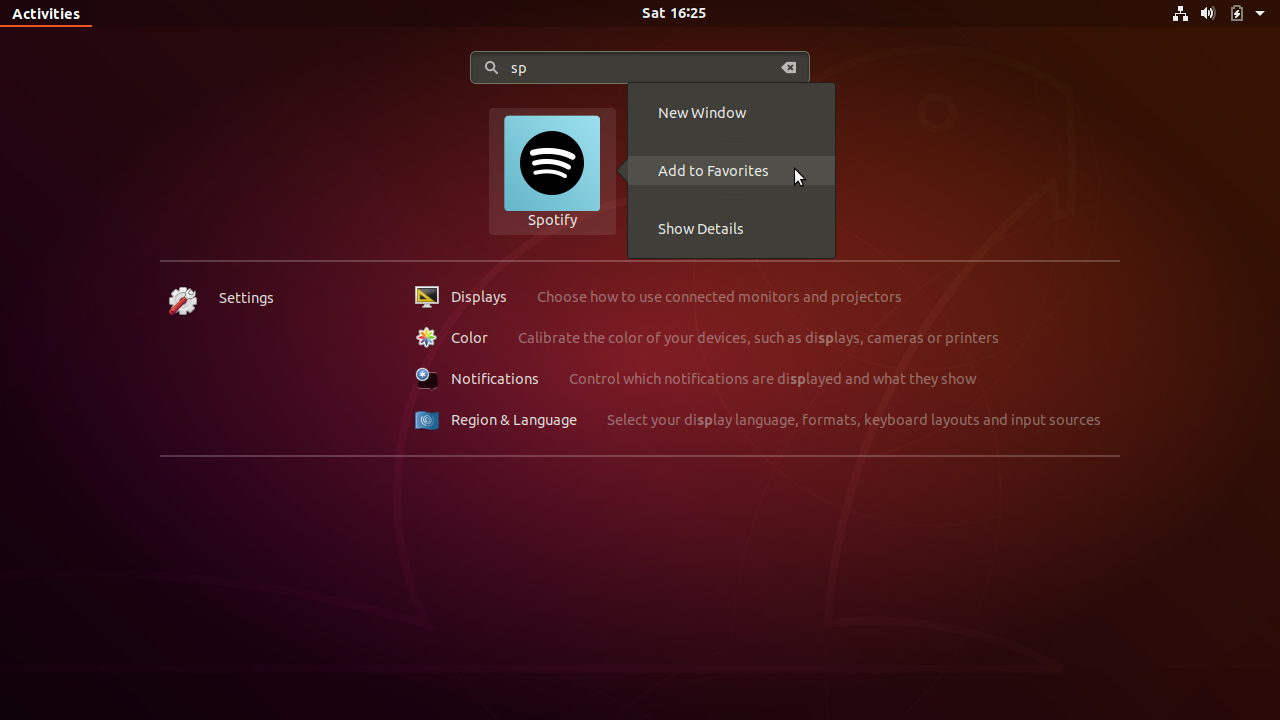 Activities
Sat 16:25
sp
New Window
Add to Favorites
Show Details
Spotify
Settings
Displays Choose how to use connected monitors and projectors
Color Calibrate the color of your devices, such as displays, cameras or printers
Notifications Control which notifications are displayed and what they show
Region & Language Select your display language, formats, keyboard layouts and input sources